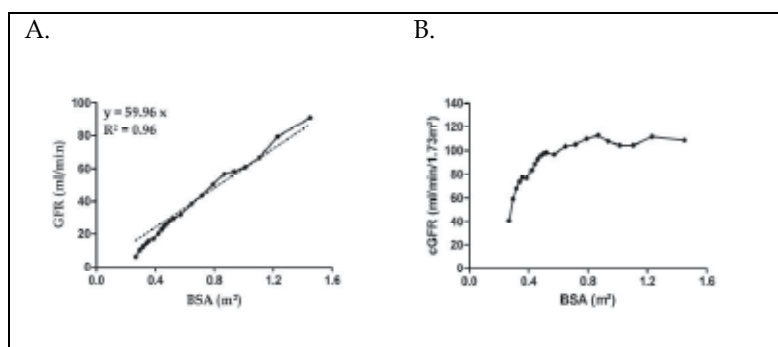 A.
B.
y = 59.96 x
R² = 0.96
GFR (ml/min)
100
80
60
40
20
0
0.0 0.4 0.8 1.2 1.6
BSA (m²)
cGFR (ml/min/1.73m²)
140
120
100
80
60
40
20
0
0.0 0.4 0.8 1.2 1.6
BSA (m²)